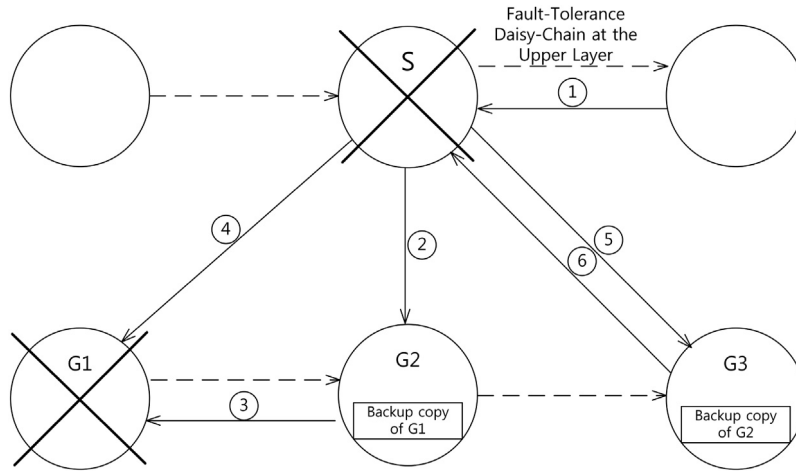 Fault-Tolerance
Daisy-Chain at the
Upper Layer
S
1
4
2
5
6
G1
G2
G3
3
Backup copy
of G1
Backup copy
of G2